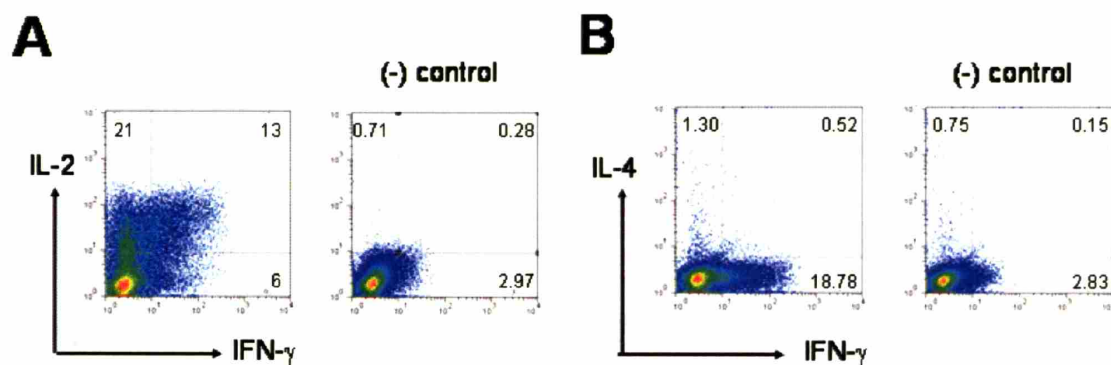 A
B
(-) control
(-) control
21 13
0.71 0.28
1.30 0.52
0.75 0.15
IL-2
IL-4
6
2.97
18.78
2.83
IFN-γ
IFN-γ